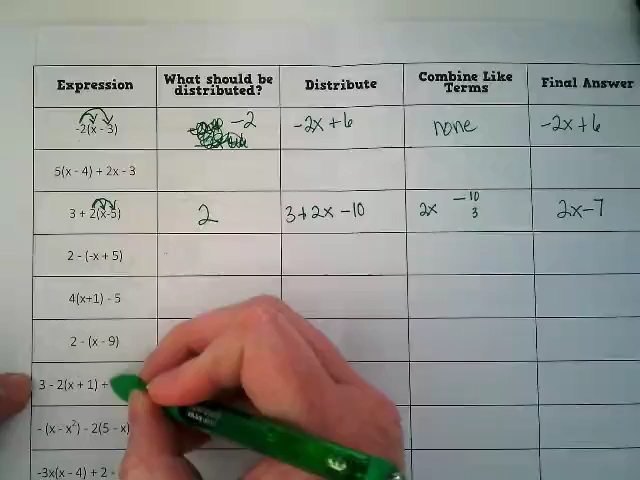 Expression What should be distributed? Distribute Combine Like Terms Final Answer
-2(x - 3) -2 -2x + 6 none -2x + 6
5(x - 4) + 2x - 3
3 + 2(x-5) 2 3 + 2x - 10 2x -10 3 2x - 7
2 - (-x + 5)
4(x+1) - 5
2 - (x - 9)
3 - 2(x + 1) +
- (x - x²) - 2(5 - x)
-3x(x - 4) + 2 -